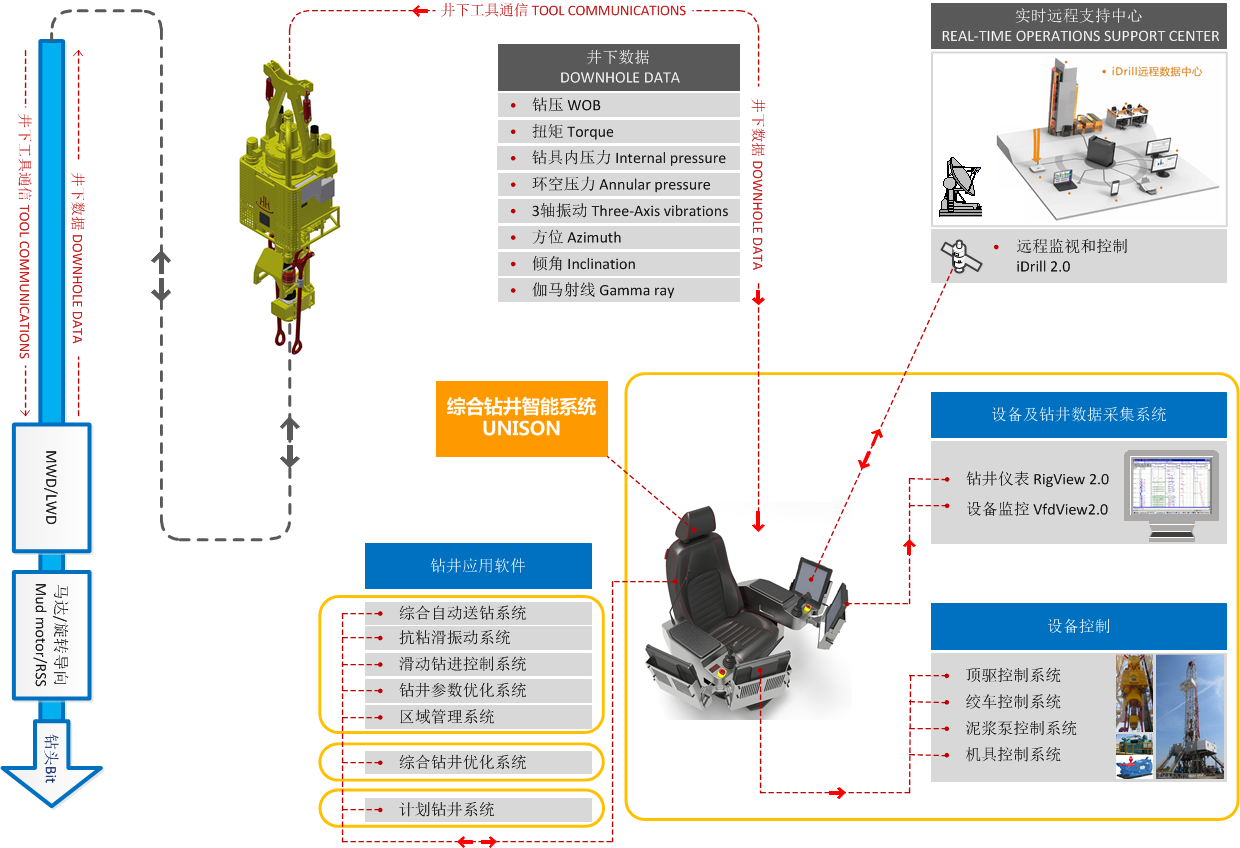 井下工具通信 TOOL COMMUNICATIONS
井下工具通信 TOOL COMMUNICATIONS
井下数据 DOWNHOLE DATA
MWD/LWD
马达/旋转导向
Mud motor/RSS
钻头Bit
井下数据
DOWNHOLE DATA
• 钻压 WOB
• 扭矩 Torque
• 钻具内压力 Internal pressure
• 环空压力 Annular pressure
• 3轴振动 Three-Axis vibrations
• 方位 Azimuth
• 倾角 Inclination
• 伽马射线 Gamma ray
井下数据 DOWNHOLE DATA
实时远程支持中心
REAL-TIME OPERATIONS SUPPORT CENTER
• iDrill远程数据中心
• 远程监视和控制
iDrill 2.0
综合钻井智能系统
UNISON
设备及钻井数据采集系统
钻井仪表 RigView 2.0
设备监控 VfdView2.0
钻井应用软件
综合自动送钻系统
抗粘滑振动系统
滑动钻进控制系统
钻井参数优化系统
区域管理系统
综合钻井优化系统
计划钻井系统
设备控制
顶驱控制系统
绞车控制系统
泥浆泵控制系统
机具控制系统